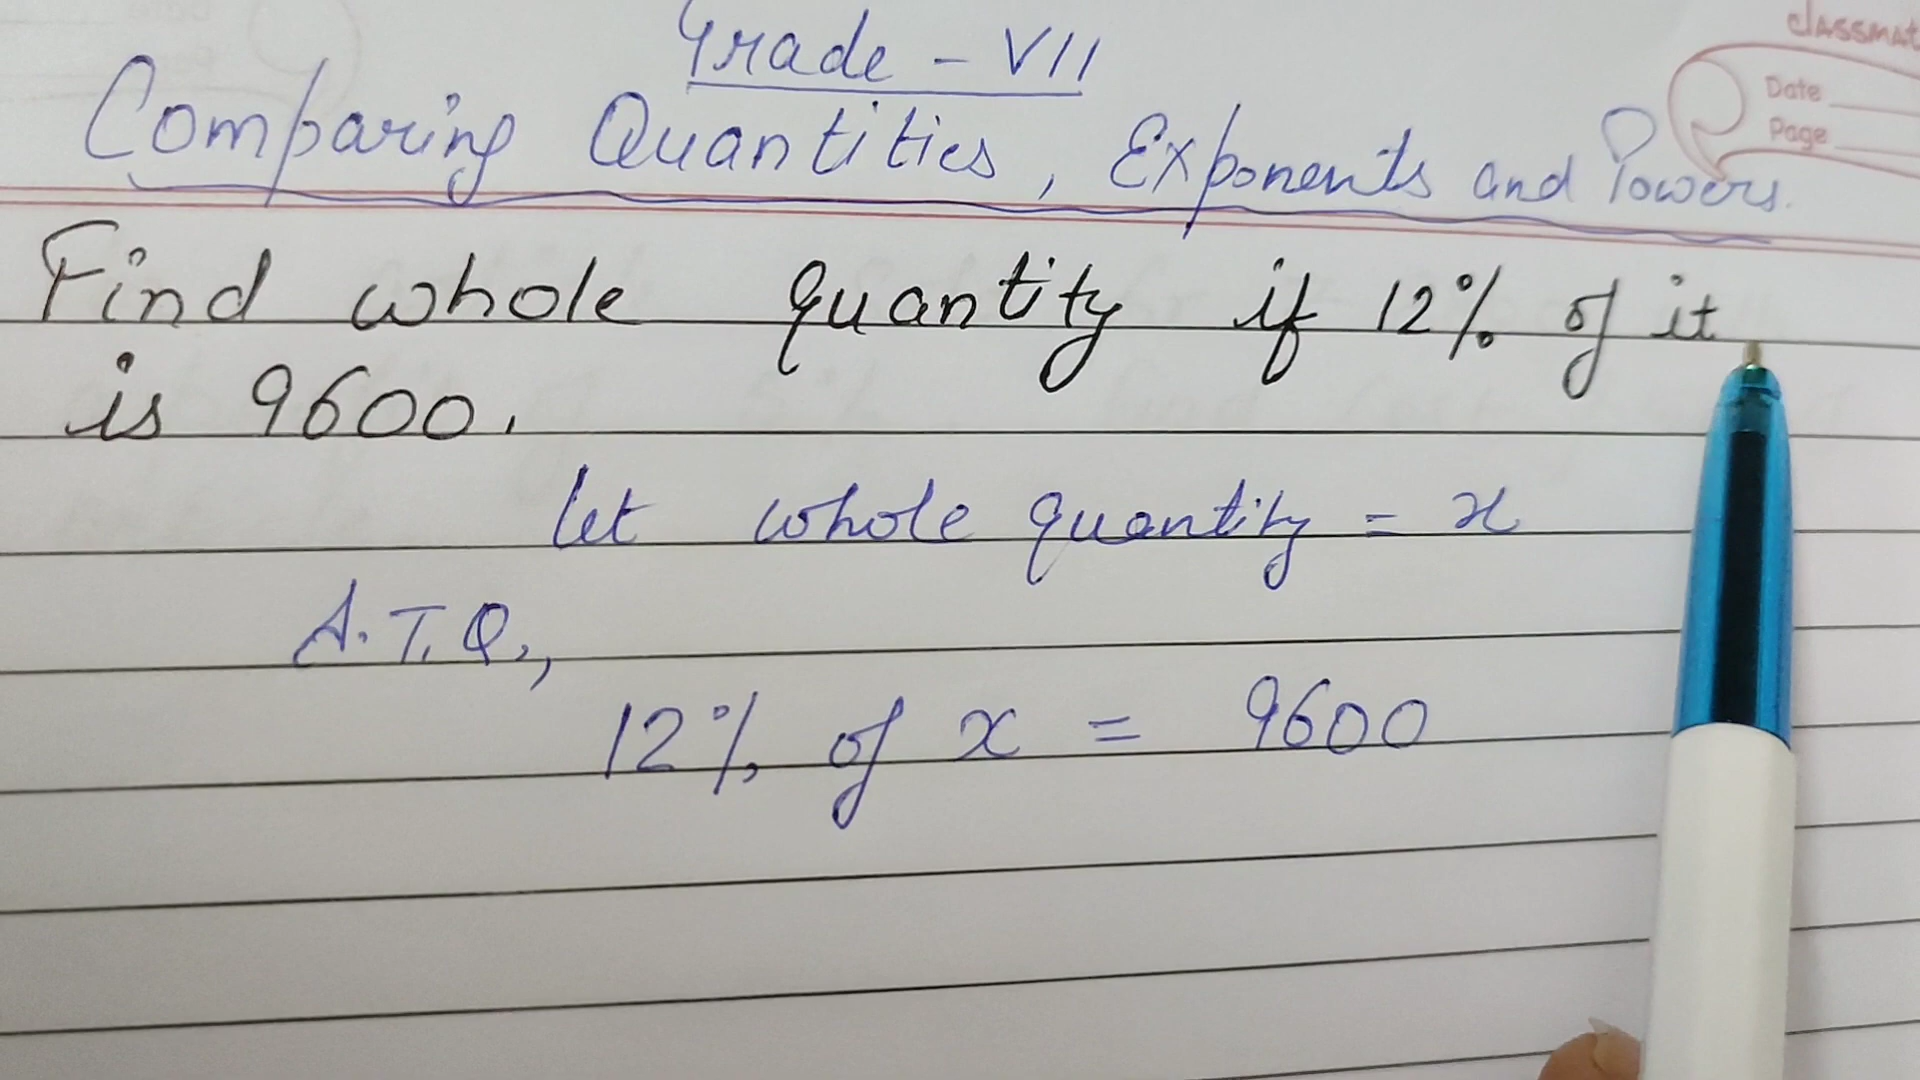 classmat
Date
Page
Grade - VII
Comparing Quantities, Exponents and Powers.
Find whole quantity if 12% of it
is 9600.
let whole quantity = x
A.T.Q.,
12% of x = 9600